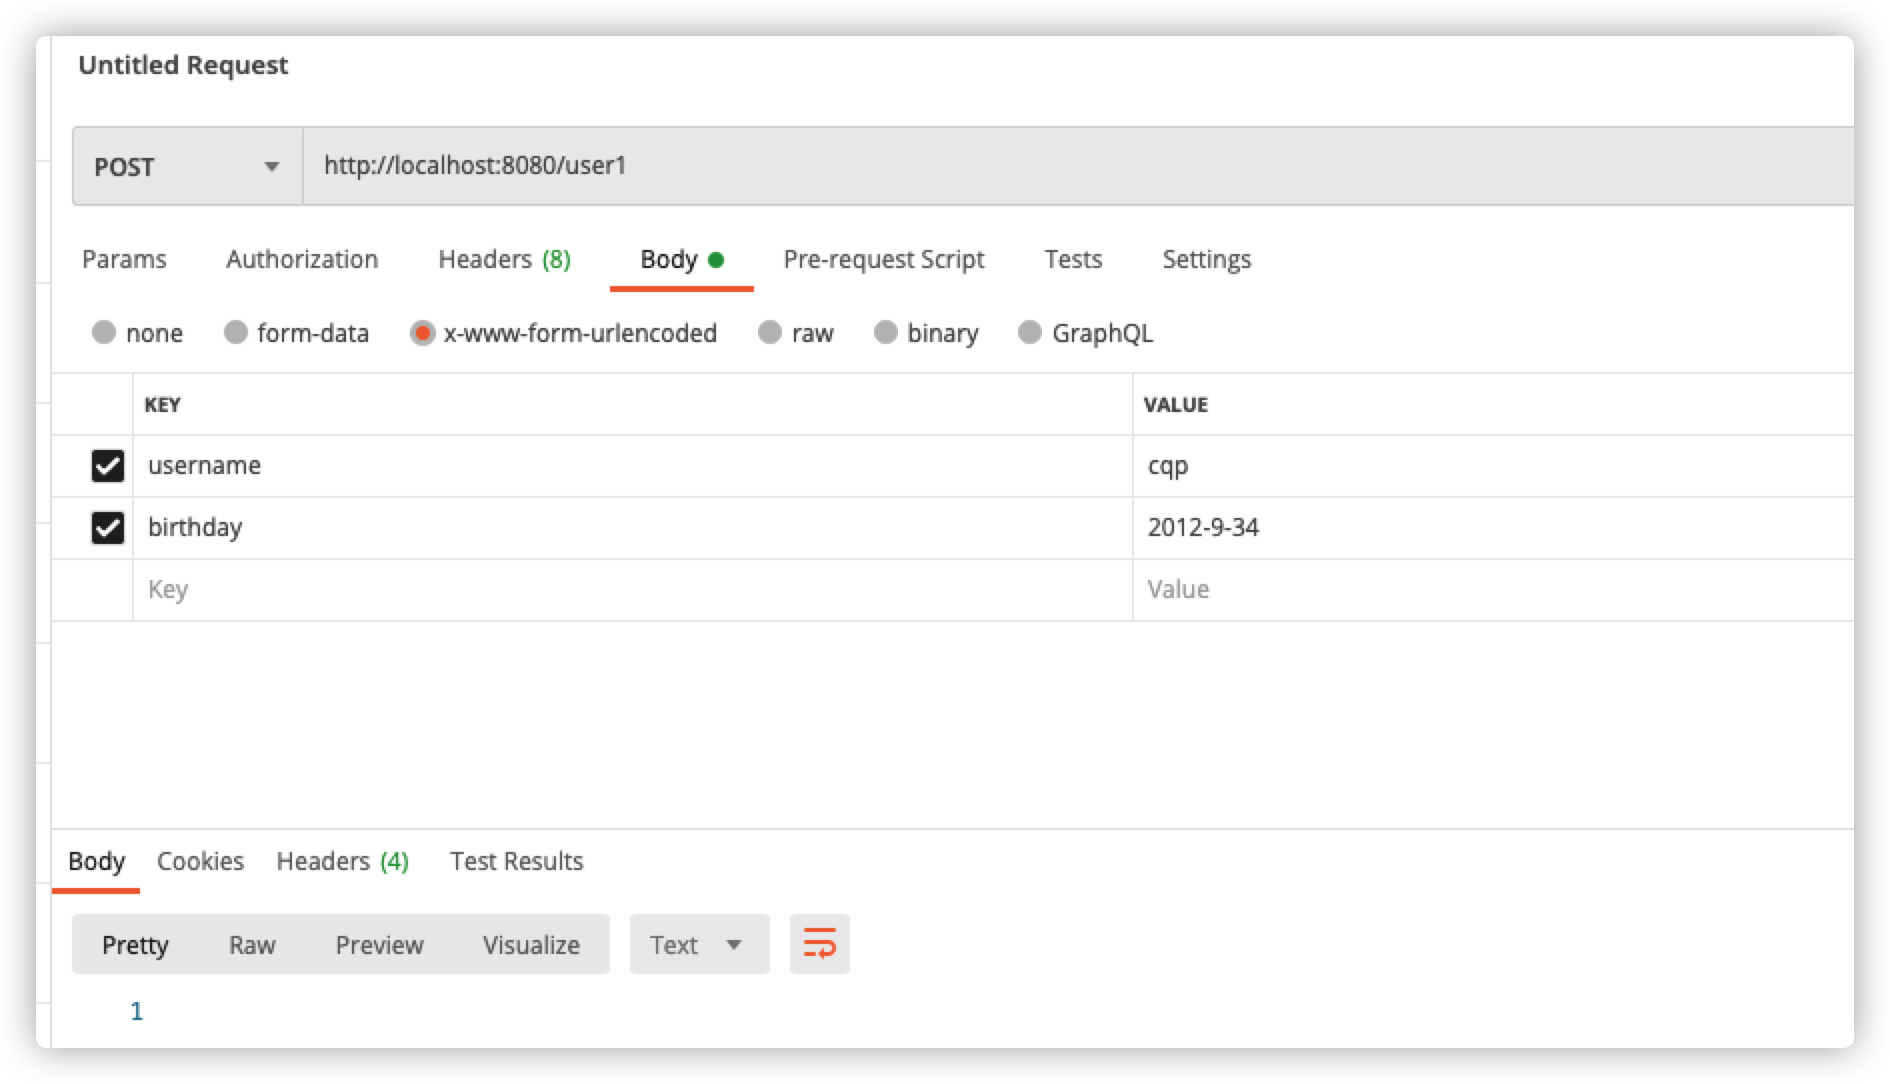 Untitled Request
POST http://localhost:8080/user1
Params Authorization Headers (8) Body Pre-request Script Tests Settings
none form-data x-www-form-urlencoded raw binary GraphQL
KEY VALUE
username cqp
birthday 2012-9-34
Key Value
Body Cookies Headers (4) Test Results
Pretty Raw Preview Visualize Text
1